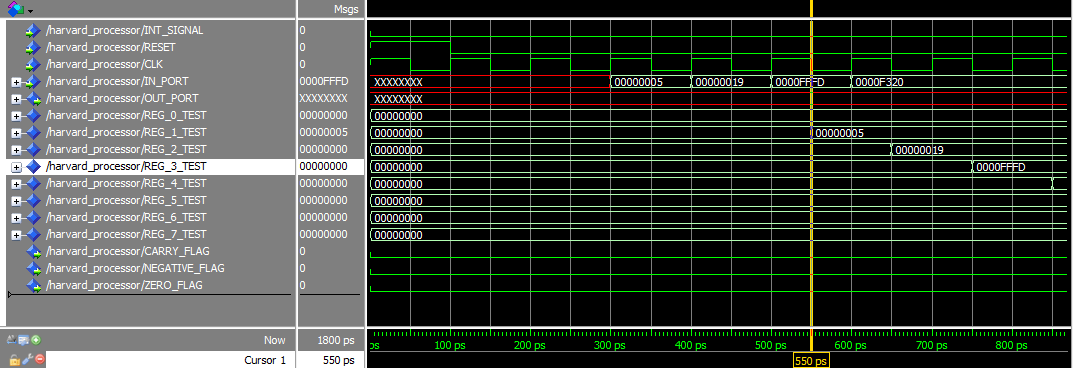 Msgs
/harvard_processor/INT_SIGNAL 0
/harvard_processor/RESET 0
/harvard_processor/CLK 0
/harvard_processor/IN_PORT 0000FFFD XXXXXXXX 00000005 00000019 0000FFFD 0000F320
/harvard_processor/OUT_PORT XXXXXXXX XXXXXXXX
/harvard_processor/REG_0_TEST 00000000 00000000
/harvard_processor/REG_1_TEST 00000005 00000000 00000005
/harvard_processor/REG_2_TEST 00000000 00000000 00000019
/harvard_processor/REG_3_TEST 00000000 00000000 0000FFFD
/harvard_processor/REG_4_TEST 00000000 00000000
/harvard_processor/REG_5_TEST 00000000 00000000
/harvard_processor/REG_6_TEST 00000000 00000000
/harvard_processor/REG_7_TEST 00000000 00000000
/harvard_processor/CARRY_FLAG 0
/harvard_processor/NEGATIVE_FLAG 0
/harvard_processor/ZERO_FLAG 0
Now 1800 ps ps 100 ps 200 ps 300 ps 400 ps 500 ps 600 ps 700 ps 800 ps
Cursor 1 550 ps 550 ps